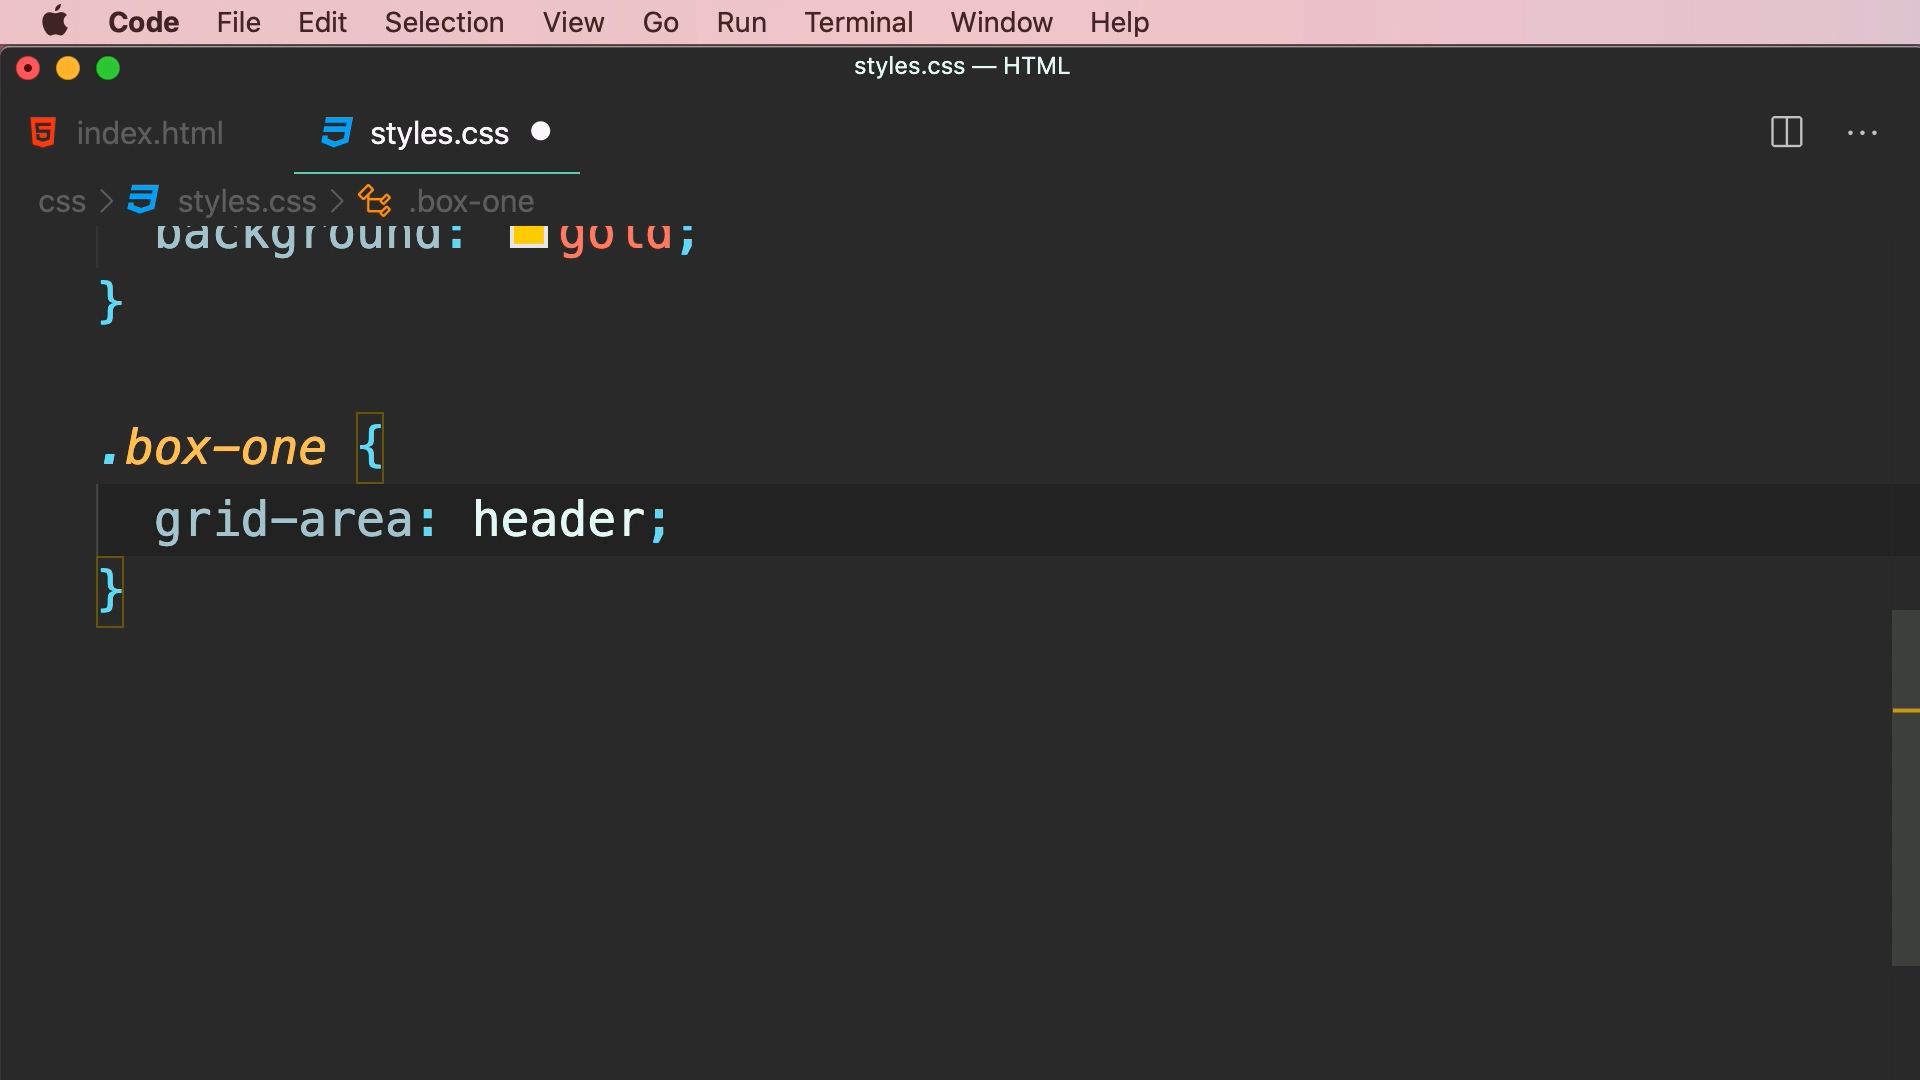 Code File Edit Selection View Go Run Terminal Window Help
styles.css — HTML
index.html styles.css
css > styles.css > .box-one
background: gold;
}
.box-one {
grid-area: header;
}